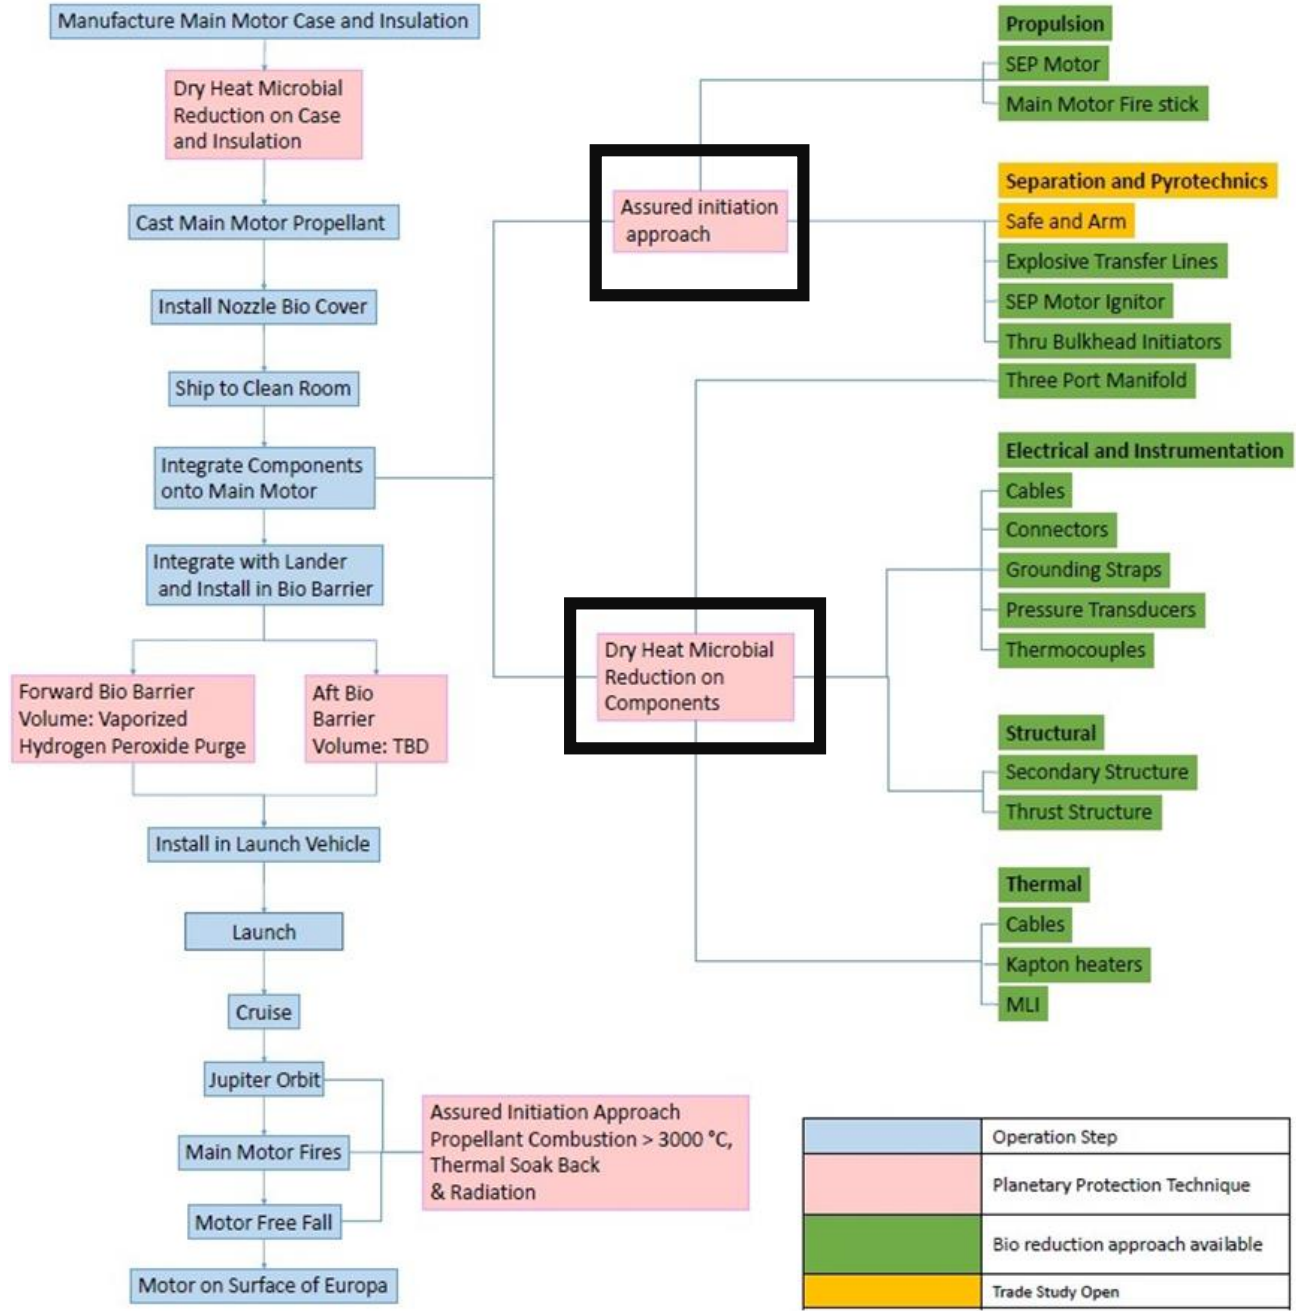 Manufacture Main Motor Case and Insulation
Dry Heat Microbial
Reduction on Case
and Insulation
Cast Main Motor Propellant
Install Nozzle Bio Cover
Ship to Clean Room
Integrate Components
onto Main Motor
Integrate with Lander
and Install in Bio Barrier
Forward Bio Barrier
Volume: Vaporized
Hydrogen Peroxide Purge
Aft Bio
Barrier
Volume: TBD
Install in Launch Vehicle
Launch
Cruise
Jupiter Orbit
Main Motor Fires
Motor Free Fall
Motor on Surface of Europa
Assured Initiation Approach
Propellant Combustion > 3000 °C,
Thermal Soak Back
& Radiation
Assured initiation
approach
Dry Heat Microbial
Reduction on
Components
Propulsion
SEP Motor
Main Motor Fire stick
Separation and Pyrotechnics
Safe and Arm
Explosive Transfer Lines
SEP Motor Ignitor
Thru Bulkhead Initiators
Three Port Manifold
Electrical and Instrumentation
Cables
Connectors
Grounding Straps
Pressure Transducers
Thermocouples
Structural
Secondary Structure
Thrust Structure
Thermal
Cables
Kapton heaters
MLI
Operation Step
Planetary Protection Technique
Bio reduction approach available
Trade Study Open